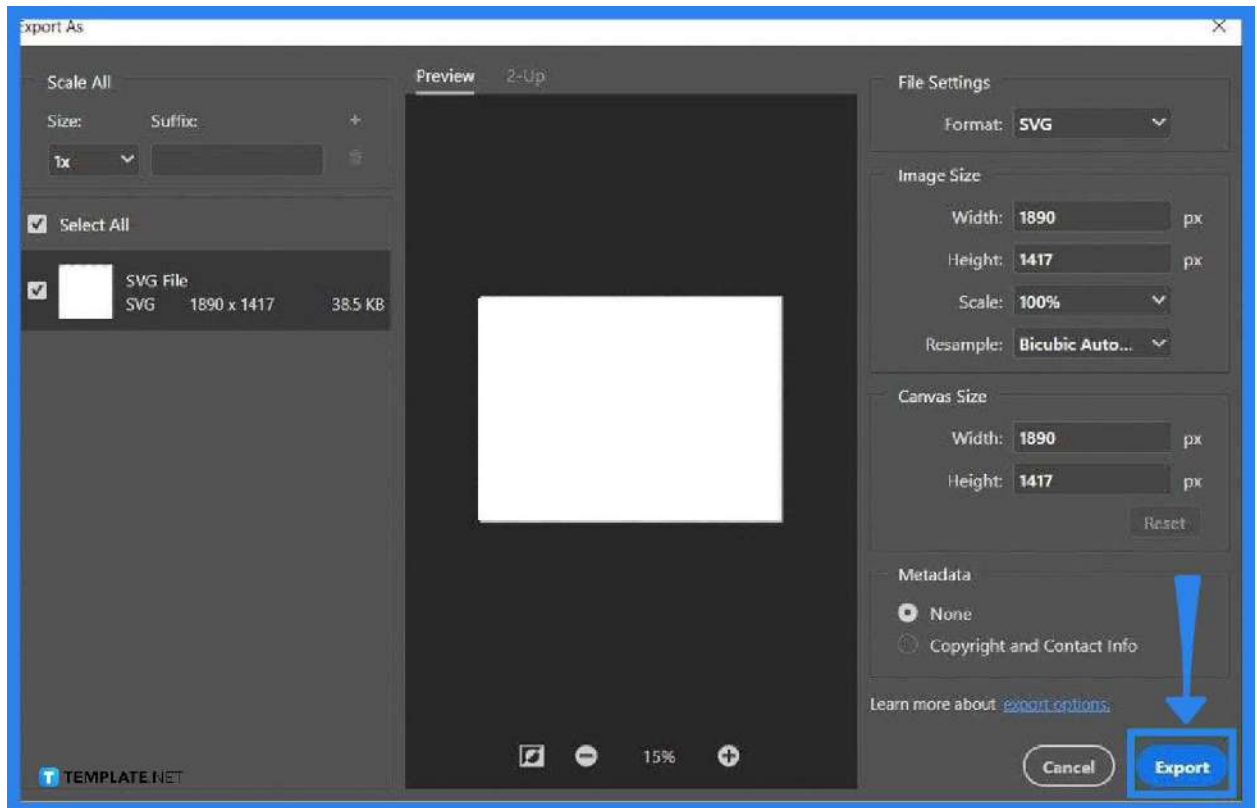 Export As
Scale All
Size: Suffix:
1x
Select All
SVG File
SVG 1890 x 1417 38.5 KB
Preview 2-Up
15%
File Settings
Format: SVG
Image Size
Width: 1890 px
Height: 1417 px
Scale: 100%
Resample: Bicubic Auto...
Canvas Size
Width: 1890 px
Height: 1417 px
Reset
Metadata
None
Copyright and Contact Info
Learn more about export options.
Cancel Export
T TEMPLATE.NET